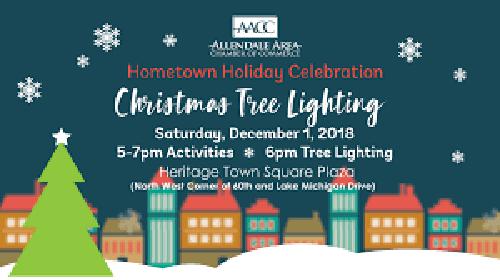 AACC
ALLENDALE AREA
CHAMBER OF COMMERCE
Hometown Holiday Celebration
Christmas Tree Lighting
Saturday, December 1, 2018
5-7pm Activities ❄ 6pm Tree Lighting
Heritage Town Square Plaza
(North West Corner of 60th and Lake Michigan Drive)